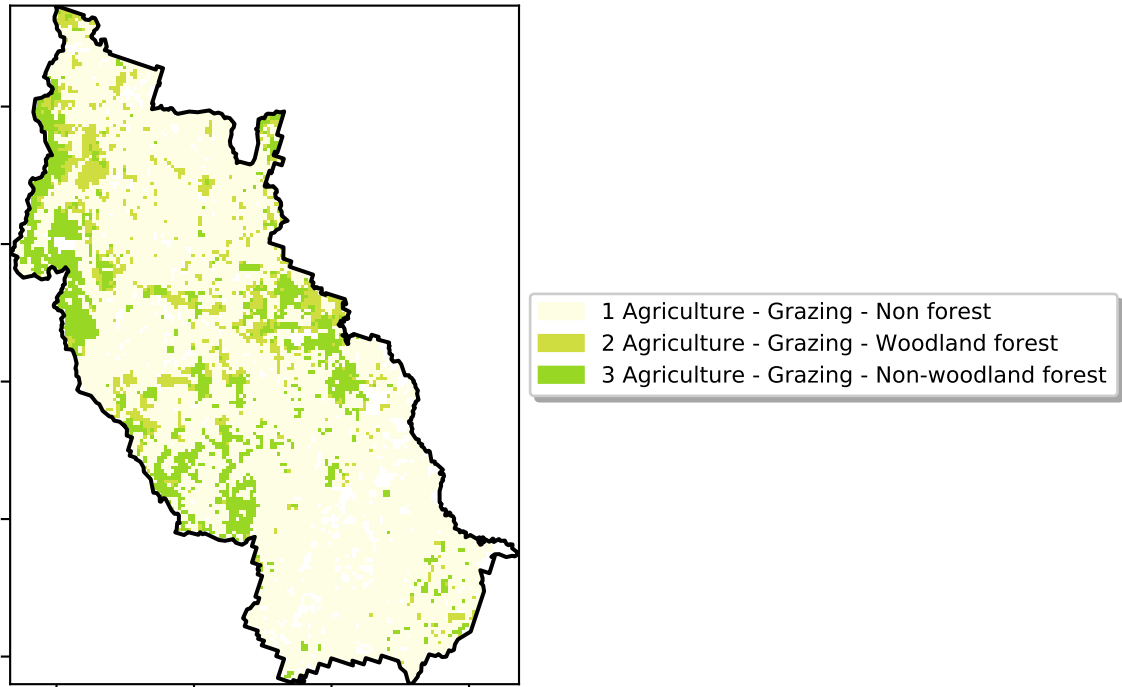 1 Agriculture - Grazing - Non forest
2 Agriculture - Grazing - Woodland forest
3 Agriculture - Grazing - Non-woodland forest